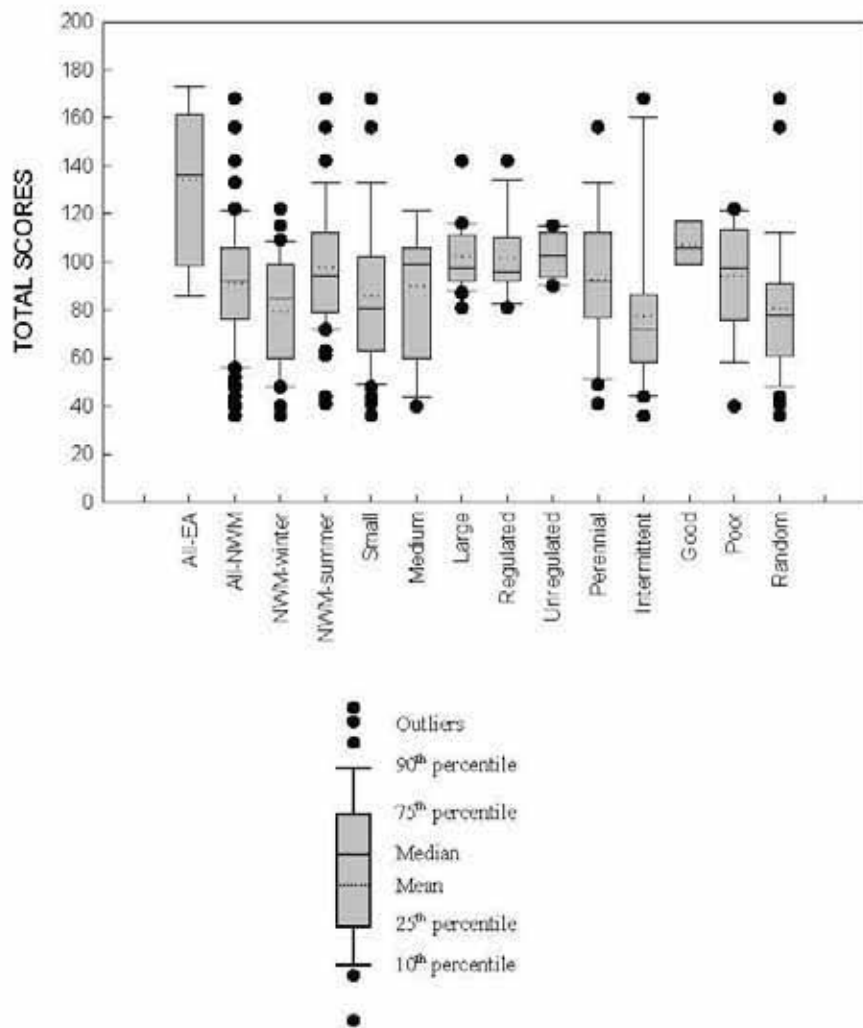 200
180
160
140
120
100
80
60
40
20
0
TOTAL SCORES
All-EA
All-NWM
NWM-winter
NWM-summer
Small
Medium
Large
Regulated
Unregulated
Perennial
Intermittent
Good
Poor
Random
Outliers
90th percentile
75th percentile
Median
Mean
25th percentile
10th percentile